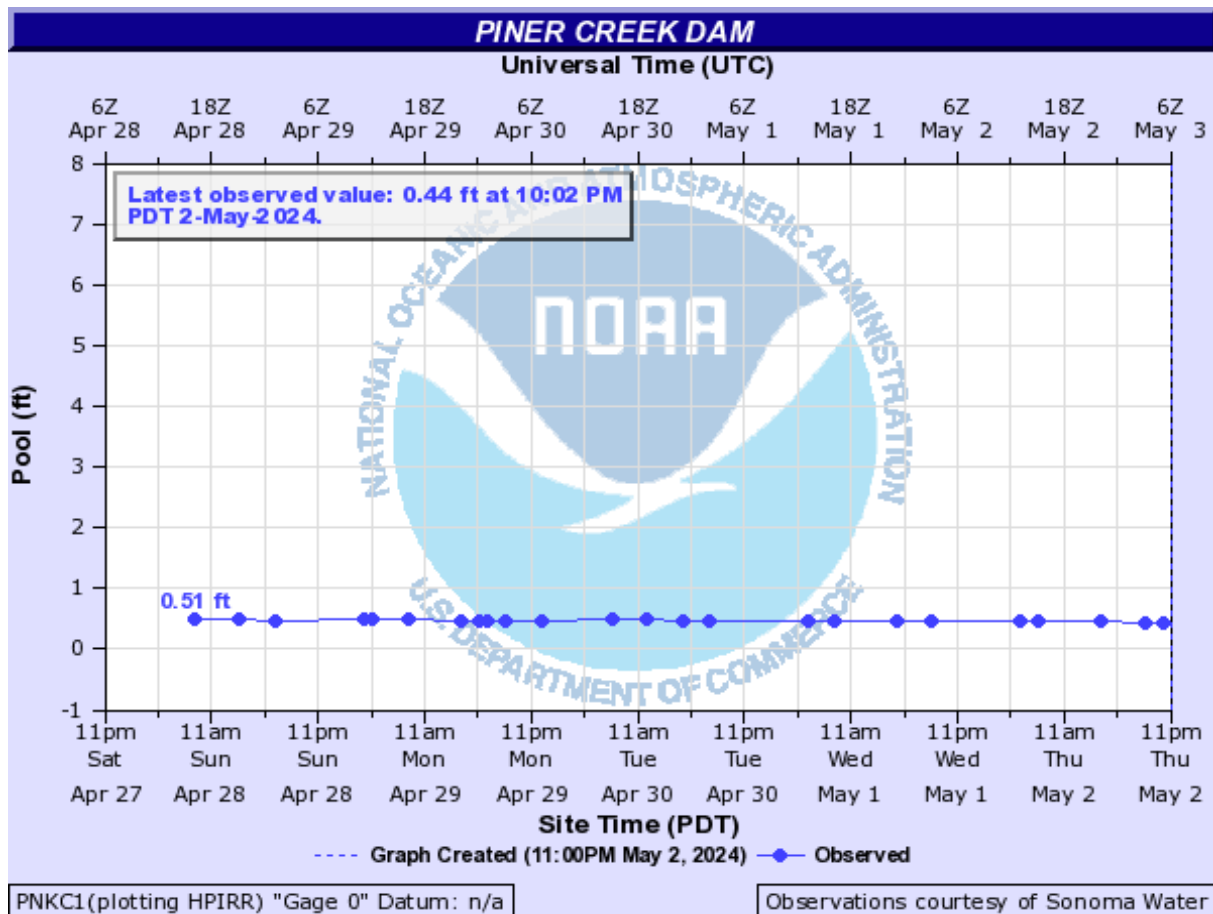 PINER CREEK DAM
Universal Time (UTC)
6Z 18Z 6Z 18Z 6Z 18Z 6Z 18Z 6Z 18Z 6Z
Apr 28 Apr 28 Apr 29 Apr 29 Apr 30 Apr 30 May 1 May 1 May 2 May 2 May 3
Latest observed value: 0.44 ft at 10:02 PM
PDT 2-May-2024.
NATIONAL OCEANIC AND ATMOSPHERIC ADMINISTRATION
NOAA
U.S. DEPARTMENT OF COMMERCE
Pool (ft)
8
7
6
5
4
3
2
1
0
-1
0.51 ft
11pm 11am 11pm 11am 11pm 11am 11pm 11am 11pm 11am 11pm
Sat Sun Sun Mon Mon Tue Tue Wed Wed Thu Thu
Apr 27 Apr 28 Apr 28 Apr 29 Apr 29 Apr 30 Apr 30 May 1 May 1 May 2 May 2
Site Time (PDT)
Graph Created (11:00PM May 2, 2024) Observed
PNKC1(plotting HPIRR) "Gage 0" Datum: n/a
Observations courtesy of Sonoma Water